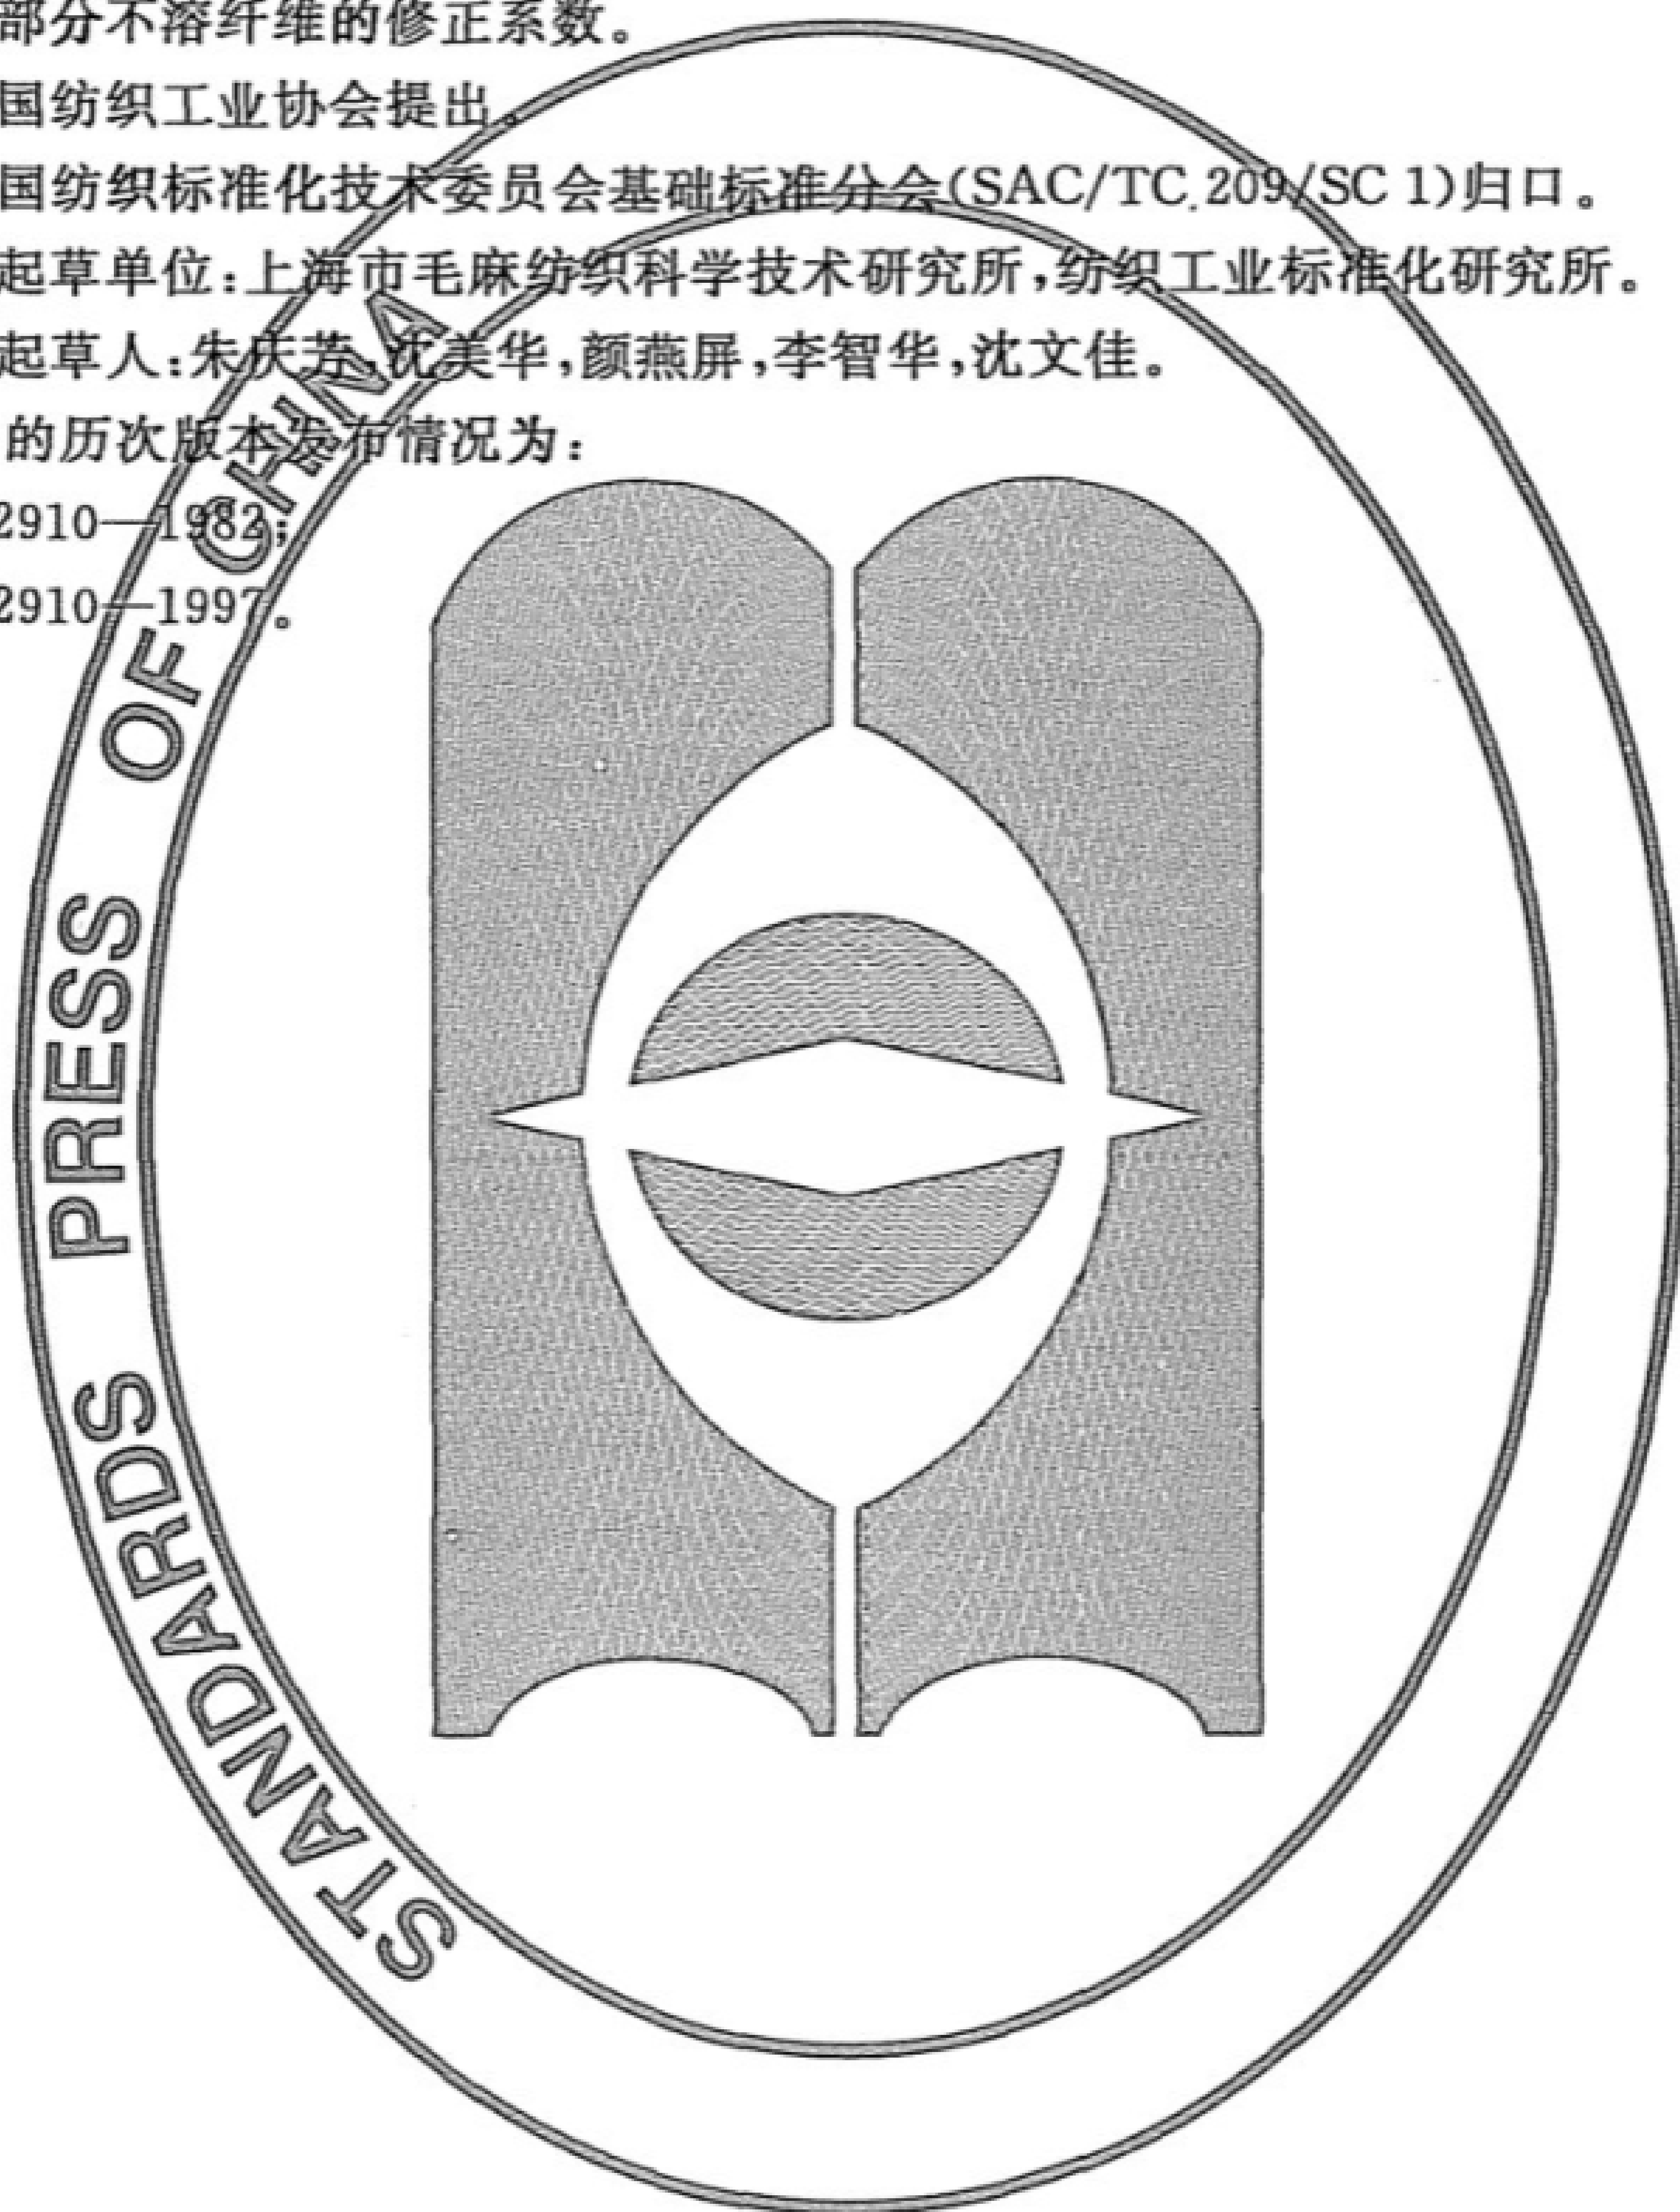 部分不溶纤维的修正系数。
国纺织工业协会提出。
国纺织标准化技术委员会基础标准分会(SAC/TC 209/SC 1)归口。
起草单位:上海市毛麻纺织科学技术研究所,纺织工业标准化研究所。
起草人:朱庆芳,沈美华,颜燕屏,李智华,沈文佳。
的历次版本发布情况为:
2910—1982;
2910—1997。
STANDARDS PRESS OF CHINA